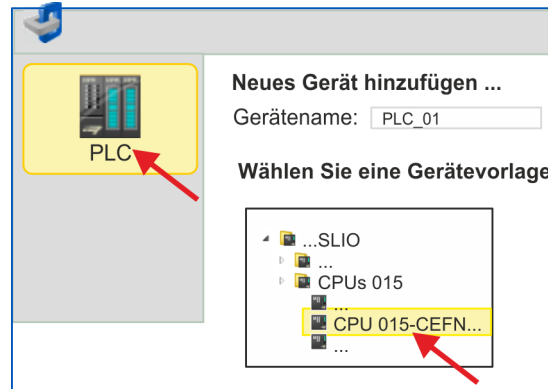 PLC
Neues Gerät hinzufügen ...
Gerätename: PLC_01
Wählen Sie eine Gerätevorlage
...SLIO
...
CPUs 015
...
CPU 015-CEFN...
...